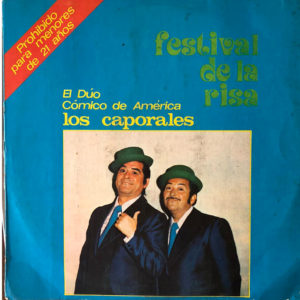 Prohibido
para menores
de 21 años
festival
de la
risa
El Dúo
Cómico de América
los caporales